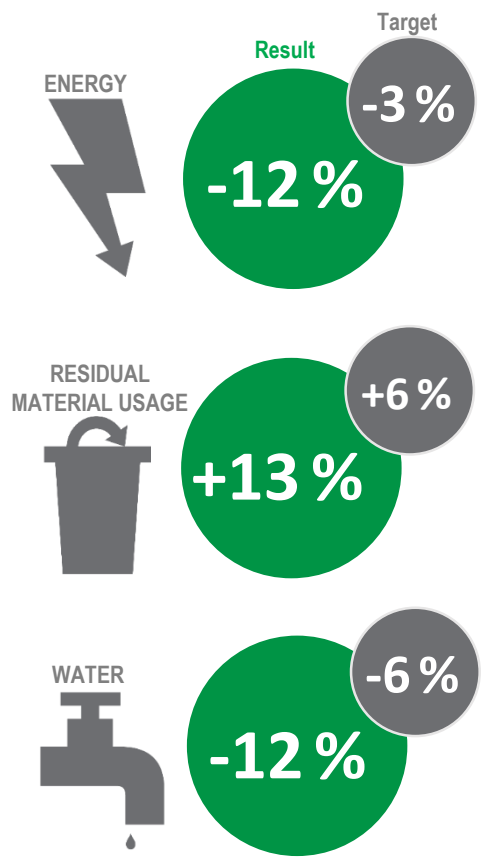 Target
Result
ENERGY
-3 %
-12 %
RESIDUAL
MATERIAL USAGE
+6 %
+13 %
WATER
-6 %
-12 %